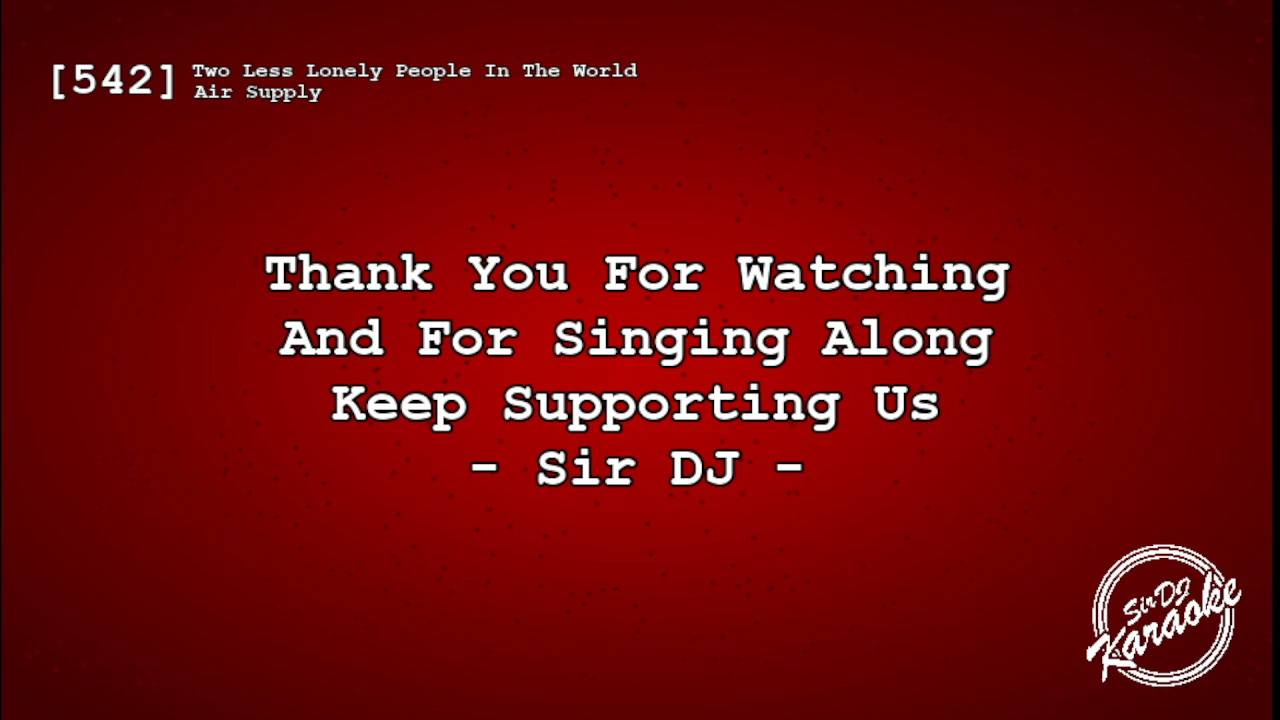 [542]
Two Less Lonely People In The World
Air Supply
Thank You For Watching
And For Singing Along
Keep Supporting Us
- Sir DJ -
Sir DJ
Karaoke